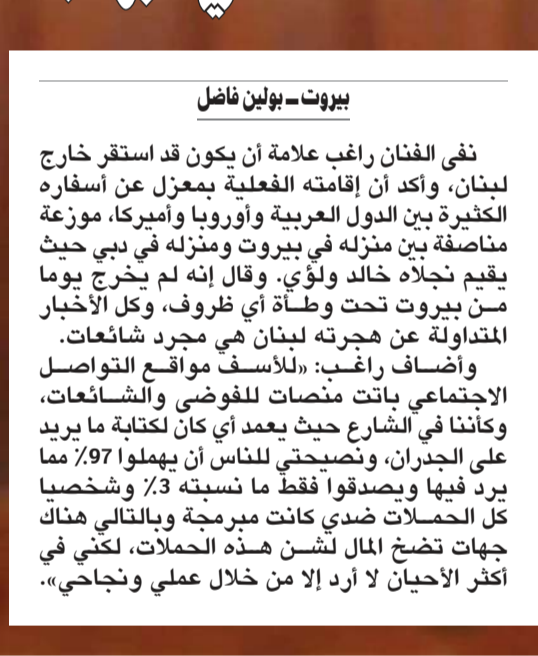 بيروت ـ بولين فاضل
نفى الفنان راغب علامة أن يكون قد استقر خارج
لبنان، وأكد أن إقامته الفعلية بمعزل عن أسفاره
الكثيرة بين الدول العربية وأوروبا وأميركا، موزعة
مناصفة بين منزله في بيروت ومنزله في دبي حيث
يقيم نجلاه خالد ولؤي. وقال إنه لم يخرج يوما
من بيروت تحت وطأة أي ظروف، وكل الأخبار
المتداولة عن هجرته لبنان هي مجرد شائعات.
وأضاف راغب: «للأسف مواقع التواصل
الاجتماعي باتت منصات للفوضى والشائعات،
وكأننا في الشارع حيث يعمد أي كان لكتابة ما يريد
على الجدران، ونصيحتي للناس أن يهملوا 97٪ مما
يرد فيها ويصدقوا فقط ما نسبته 3٪ وشخصيا
كل الحملات ضدي كانت مبرمجة وبالتالي هناك
جهات تضخ المال لشن هذه الحملات، لكني في
أكثر الأحيان لا أرد إلا من خلال عملي ونجاحي».